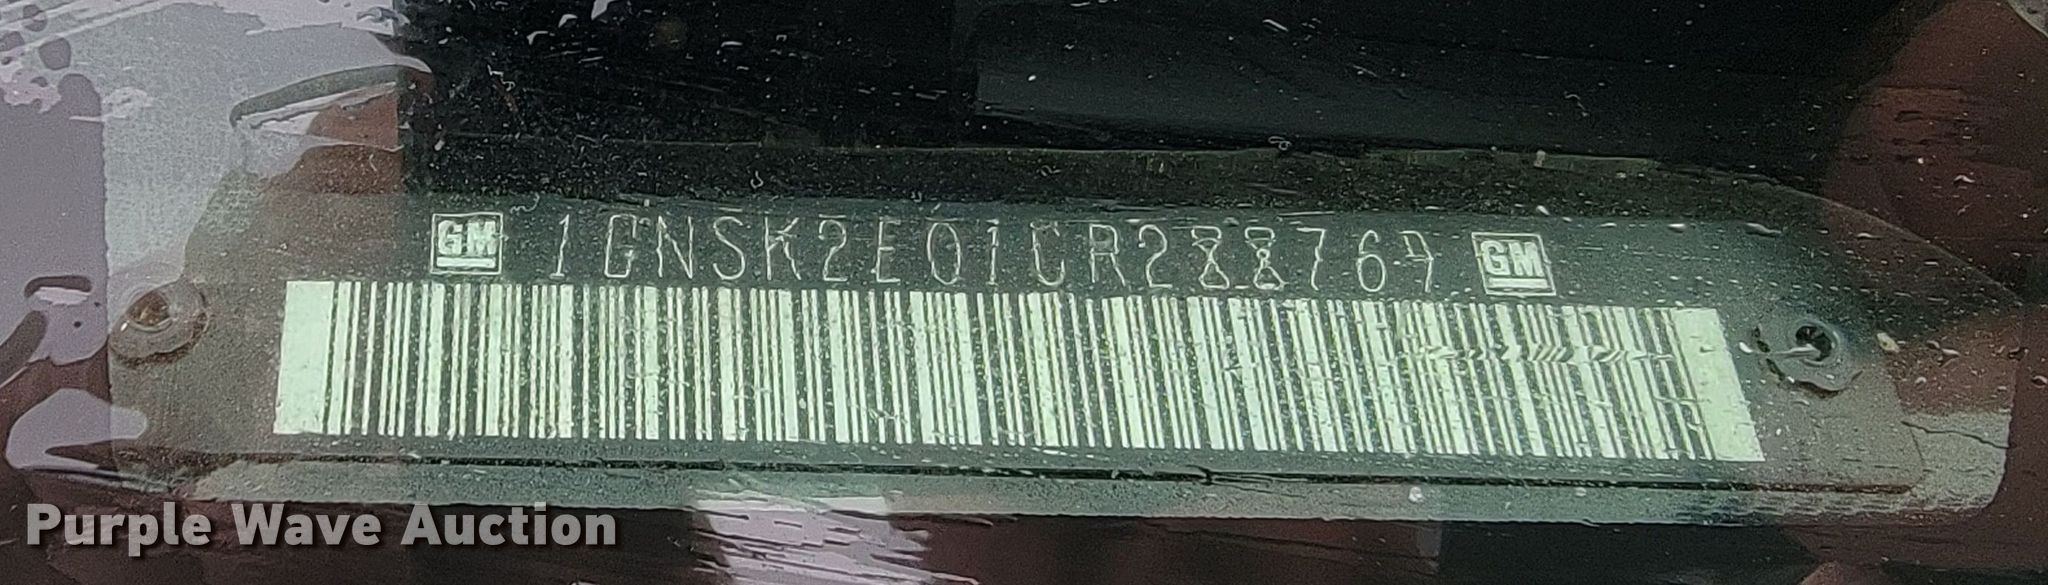 GM 1GNSK2E01CR288769 GM
Purple Wave Auction